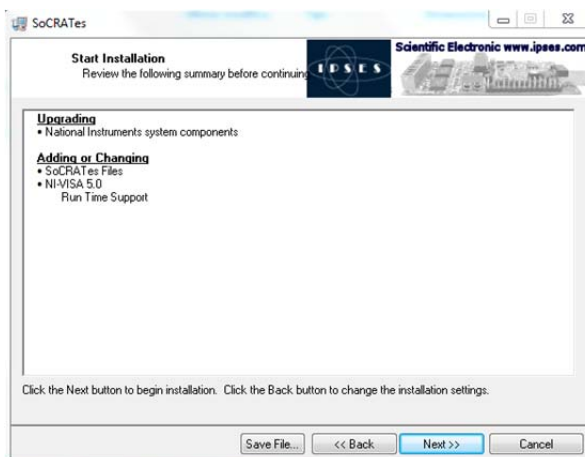 SoCRATes
Start Installation
Review the following summary before continuing
IPSES
Scientific Electronic www.ipses.com
Upgrading
• National Instruments system components
Adding or Changing
• SoCRATes Files
• NI-VISA 5.0
Run Time Support
Click the Next button to begin installation. Click the Back button to change the installation settings.
Save File...
<< Back
Next >>
Cancel